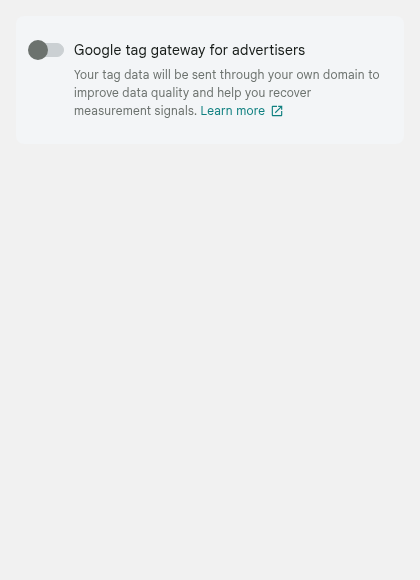 Google tag gateway for advertisers
Your tag data will be sent through your own domain to
improve data quality and help you recover
measurement signals. Learn more